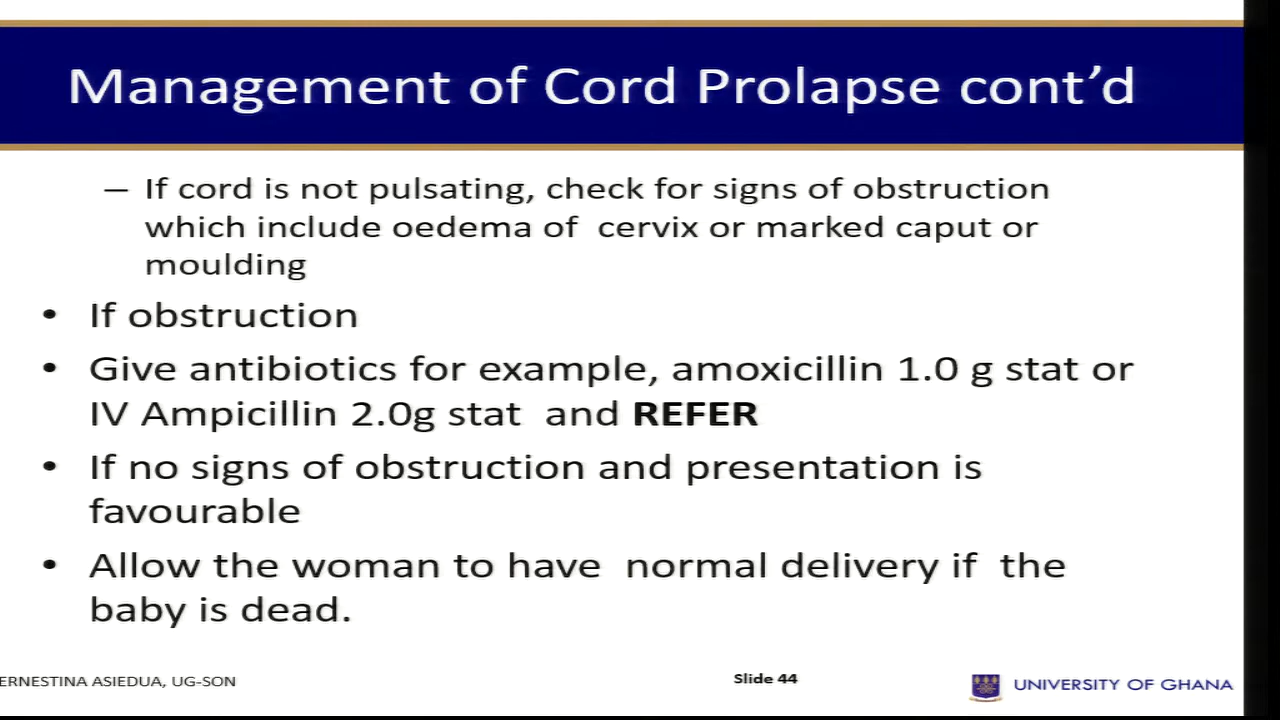 Management of Cord Prolapse cont’d
– If cord is not pulsating, check for signs of obstruction
which include oedema of cervix or marked caput or
moulding
• If obstruction
• Give antibiotics for example, amoxicillin 1.0 g stat or
IV Ampicillin 2.0g stat and REFER
• If no signs of obstruction and presentation is
favourable
• Allow the woman to have normal delivery if the
baby is dead.
ERNESTINA ASIEDUA, UG-SON
Slide 44
UNIVERSITY OF GHANA